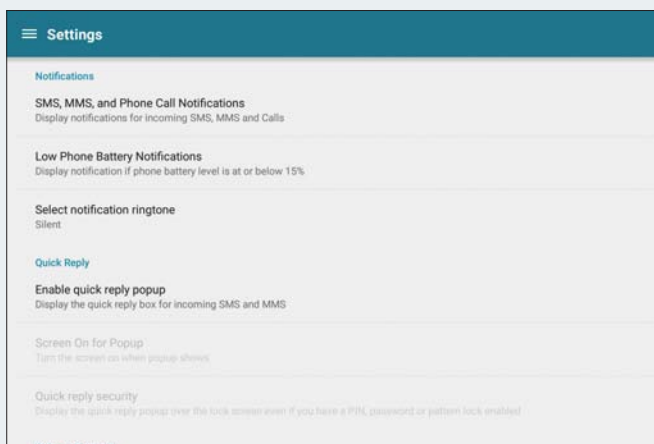 Settings
Notifications
SMS, MMS, and Phone Call Notifications
Display notifications for incoming SMS, MMS and Calls
Low Phone Battery Notifications
Display notification if phone battery level is at or below 15%
Select notification ringtone
Silent
Quick Reply
Enable quick reply popup
Display the quick reply box for incoming SMS and MMS
Screen On for Popup
Turn the screen on when popup shows
Quick reply security
Display the quick reply popup over the lock screen even if you have a PIN, password or pattern lock enabled